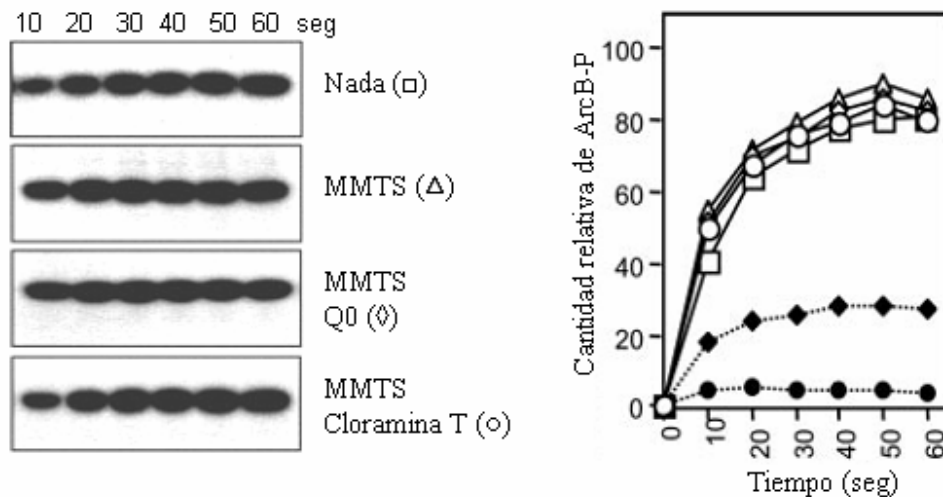 10 20 30 40 50 60 seg
Nada (□)
MMTS (Δ)
MMTS
Q0 (◊)
MMTS
Cloramina T (○)
Cantidad relativa de ArcB-P
100
80
60
40
20
0
0 10 20 30 40 50 60
Tiempo (seg)